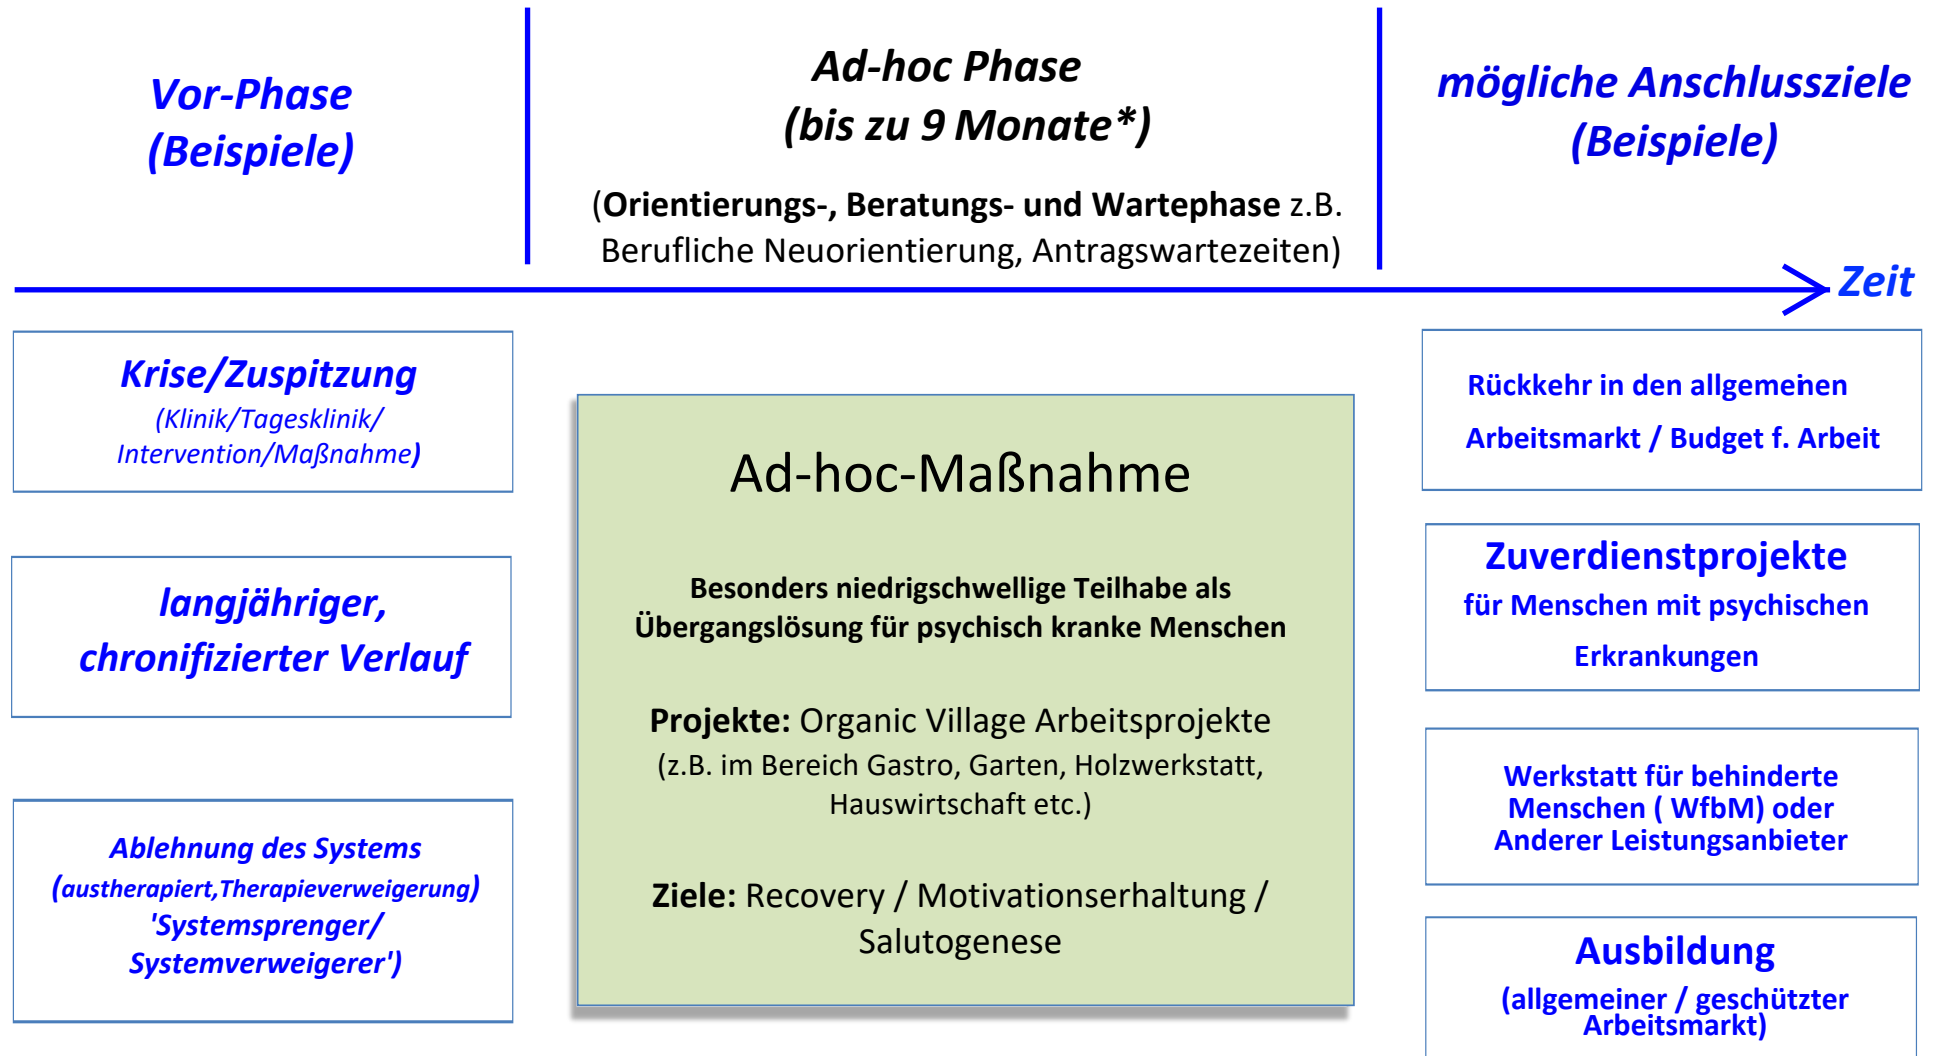 Vor-Phase
(Beispiele)
Ad-hoc Phase
(bis zu 9 Monate*)
(Orientierungs-, Beratungs- und Wartephase z.B.
Berufliche Neuorientierung, Antragswartezeiten)
mögliche Anschlussziele
(Beispiele)
Zeit
Krise/Zuspitzung
(Klinik/Tagesklinik/
Intervention/Maßnahme)
langjähriger,
chronifizierter Verlauf
Ablehnung des Systems
(austherapiert,Therapieverweigerung)
'Systemsprenger/
Systemverweigerer')
Ad-hoc-Maßnahme
Besonders niedrigschwellige Teilhabe als
Übergangslösung für psychisch kranke Menschen
Projekte: Organic Village Arbeitsprojekte
(z.B. im Bereich Gastro, Garten, Holzwerkstatt,
Hauswirtschaft etc.)
Ziele: Recovery / Motivationserhaltung /
Salutogenese
Rückkehr in den allgemeinen
Arbeitsmarkt / Budget f. Arbeit
Zuverdienstprojekte
für Menschen mit psychischen
Erkrankungen
Werkstatt für behinderte
Menschen ( WfbM) oder
Anderer Leistungsanbieter
Ausbildung
(allgemeiner / geschützter
Arbeitsmarkt)